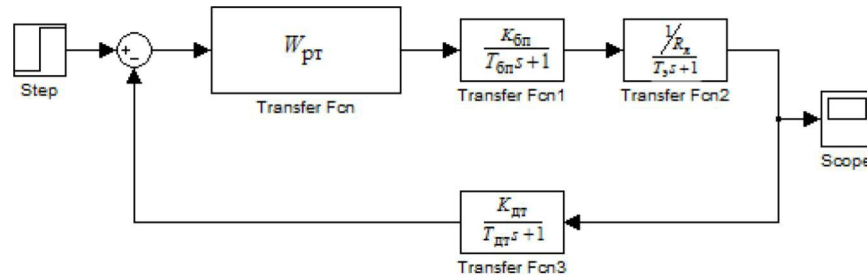 Step
+
−
W_рт
Transfer Fcn
K_бп
T_бп s+1
Transfer Fcn1
1/R_я
T_э s+1
Transfer Fcn2
Scope
K_дт
T_дт s+1
Transfer Fcn3